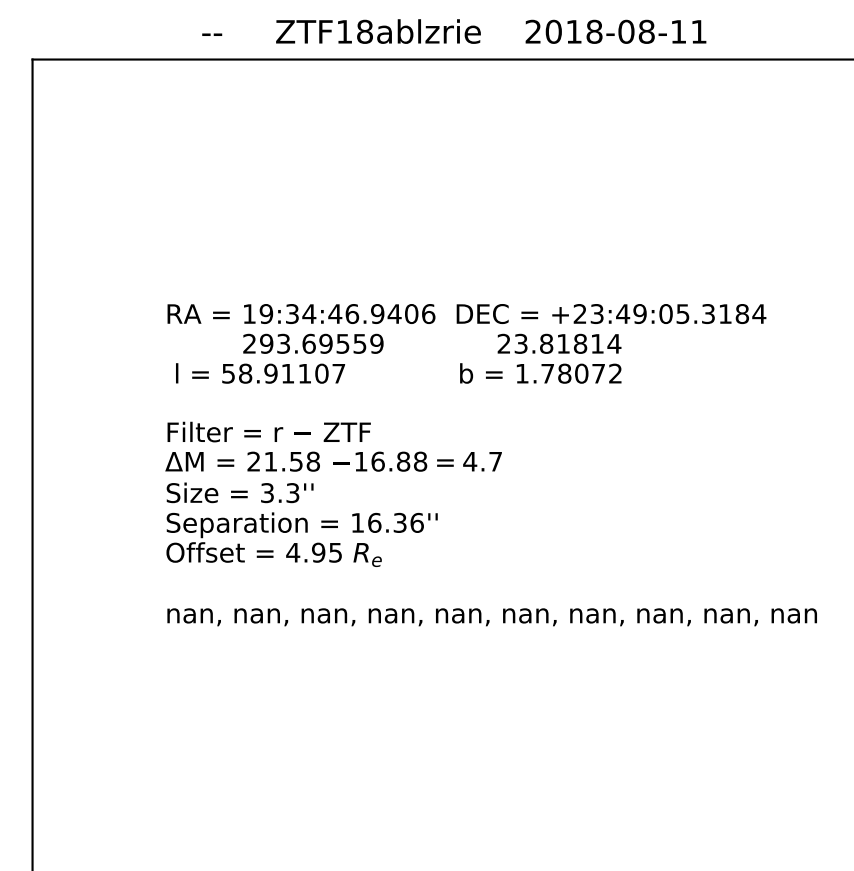 -- ZTF18ablzrie 2018-08-11
RA = 19:34:46.9406 DEC = +23:49:05.3184
293.69559 23.81814
l = 58.91107 b = 1.78072
Filter = r − ZTF
ΔM = 21.58 −16.88 = 4.7
Size = 3.3''
Separation = 16.36''
Offset = 4.95 Re
nan, nan, nan, nan, nan, nan, nan, nan, nan, nan